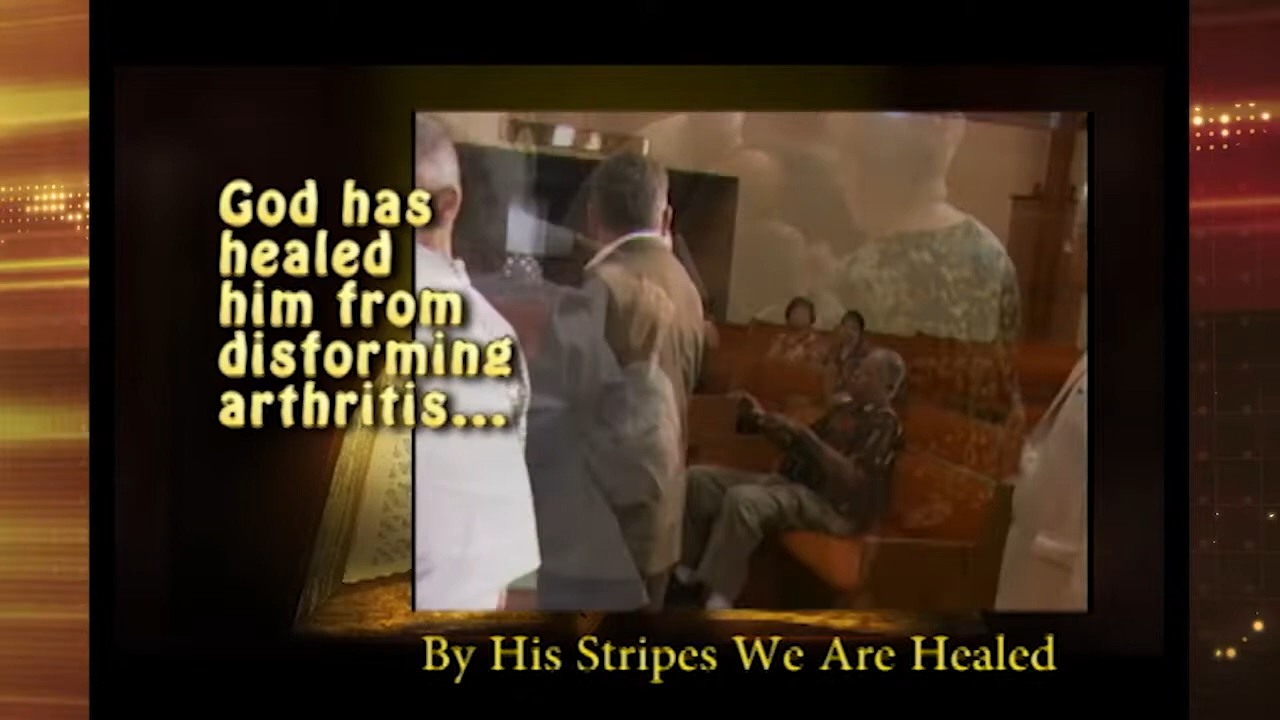 God has
healed
him from
disforming
arthritis...
By His Stripes We Are Healed